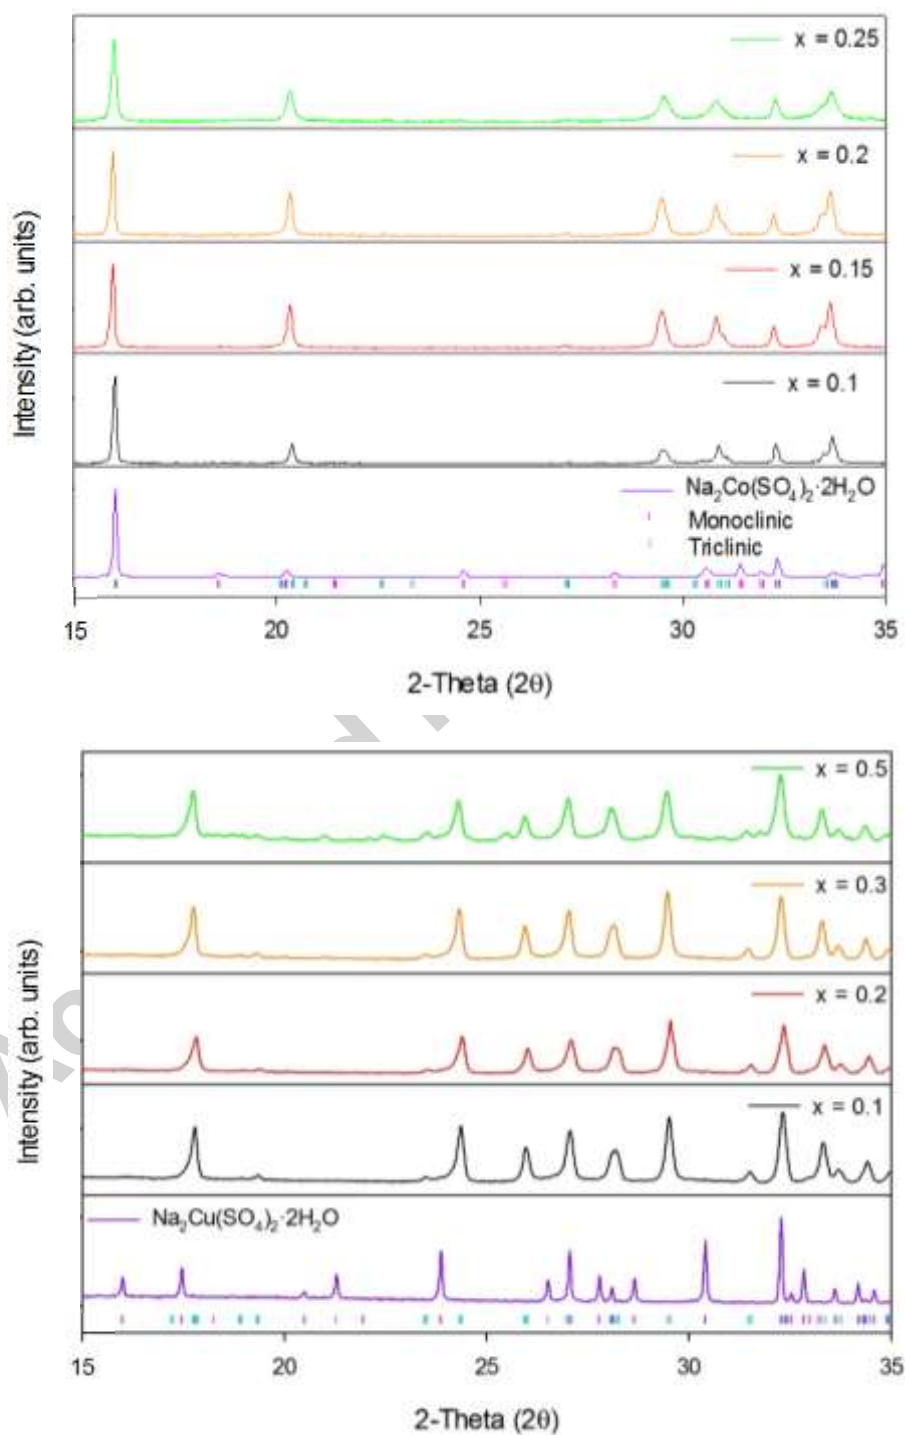 x = 0.25
x = 0.2
x = 0.15
x = 0.1
Na₂Co(SO₄)₂·2H₂O
Monoclinic
Triclinic
Intensity (arb. units)
15 20 25 30 35
2-Theta (2θ)
x = 0.5
x = 0.3
x = 0.2
x = 0.1
Na₂Cu(SO₄)₂·2H₂O
Intensity (arb. units)
15 20 25 30 35
2-Theta (2θ)